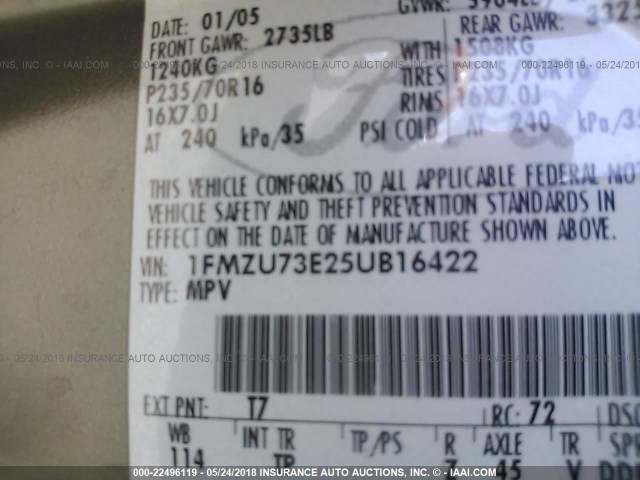 DATE: 01/05 GVWR:
FRONT GAWR: 2735LB REAR GAWR:
1240KG WITH 1508KG
P235/70R16 TIRES P235/70R16
16X7.0J RIMS 16X7.0J
AT 240 kPa/35 PSI COLD AT 240 kPa/35
THIS VEHICLE CONFORMS TO ALL APPLICABLE FEDERAL
VEHICLE SAFETY AND THEFT PREVENTION STANDARDS IN
EFFECT ON THE DATE OF MANUFACTURE SHOWN ABOVE.
VIN: 1FMZU73E25UB16422
TYPE: MPV
EXT PNT: T7 RC: 72
WB INT TR TP/PS R AXLE TR
114 45 V
000-22496119 - 05/24/2018 INSURANCE AUTO AUCTIONS, INC. - © - IAAI.COM